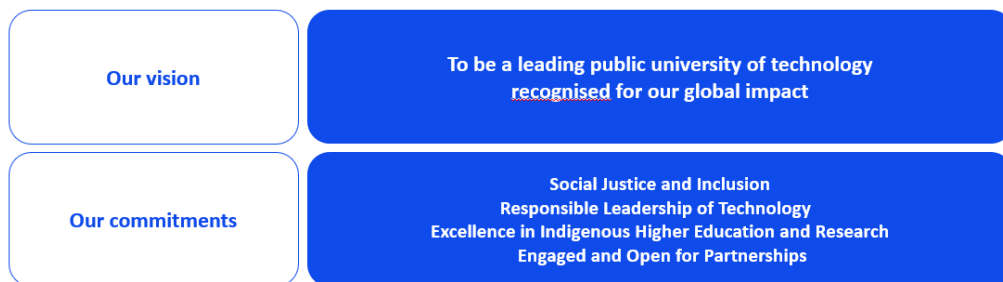 Our vision
To be a leading public university of technology
recognised for our global impact
Our commitments
Social Justice and Inclusion
Responsible Leadership of Technology
Excellence in Indigenous Higher Education and Research
Engaged and Open for Partnerships